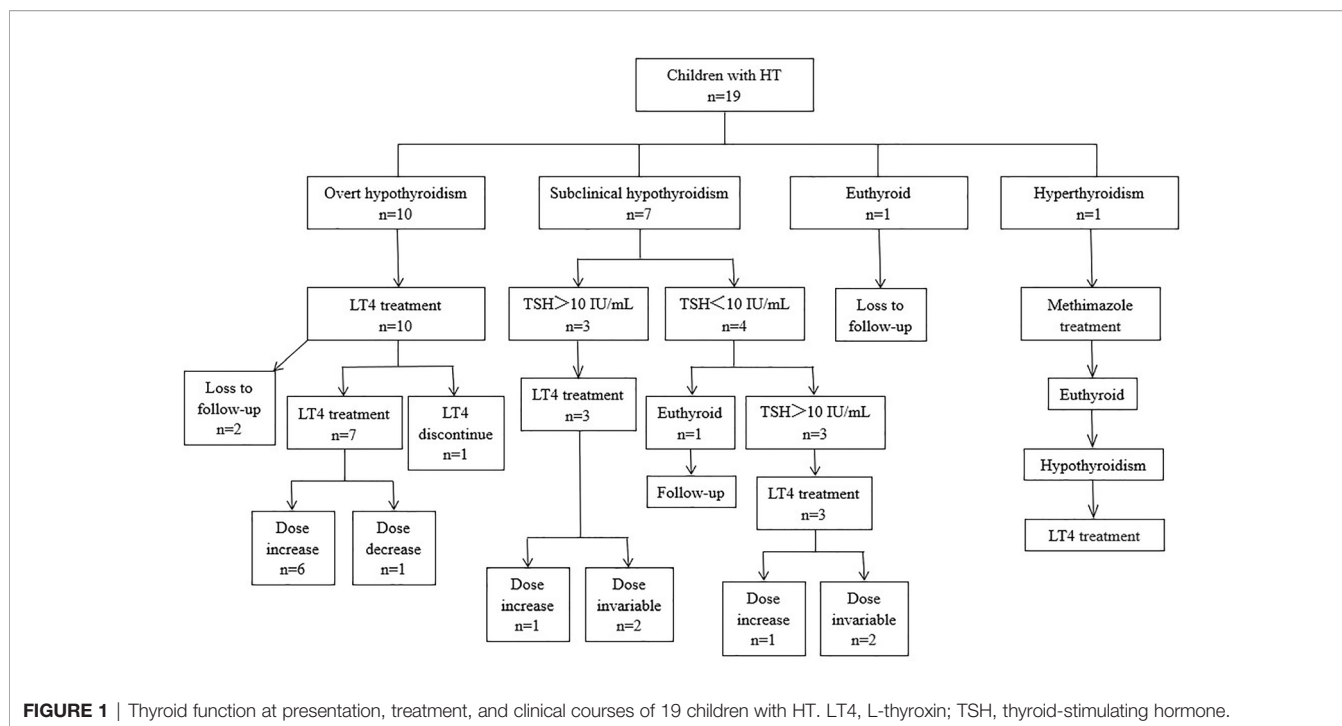 Children with HT
n=19
Overt hypothyroidism
n=10
Subclinical hypothyroidism
n=7
Euthyroid
n=1
Hyperthyroidism
n=1
LT4 treatment
n=10
TSH＞10 IU/mL
n=3
TSH＜10 IU/mL
n=4
Loss to
follow-up
Methimazole
treatment
Loss to
follow-up
n=2
LT4 treatment
n=7
LT4
discontinue
n=1
LT4 treatment
n=3
Euthyroid
n=1
TSH＞10 IU/mL
n=3
Euthyroid
Hypothyroidism
Follow-up
LT4 treatment
n=3
LT4 treatment
Dose
increase
n=6
Dose
decrease
n=1
Dose
increase
n=1
Dose
invariable
n=2
Dose
increase
n=1
Dose
invariable
n=2
FIGURE 1 | Thyroid function at presentation, treatment, and clinical courses of 19 children with HT. LT4, L-thyroxin; TSH, thyroid-stimulating hormone.